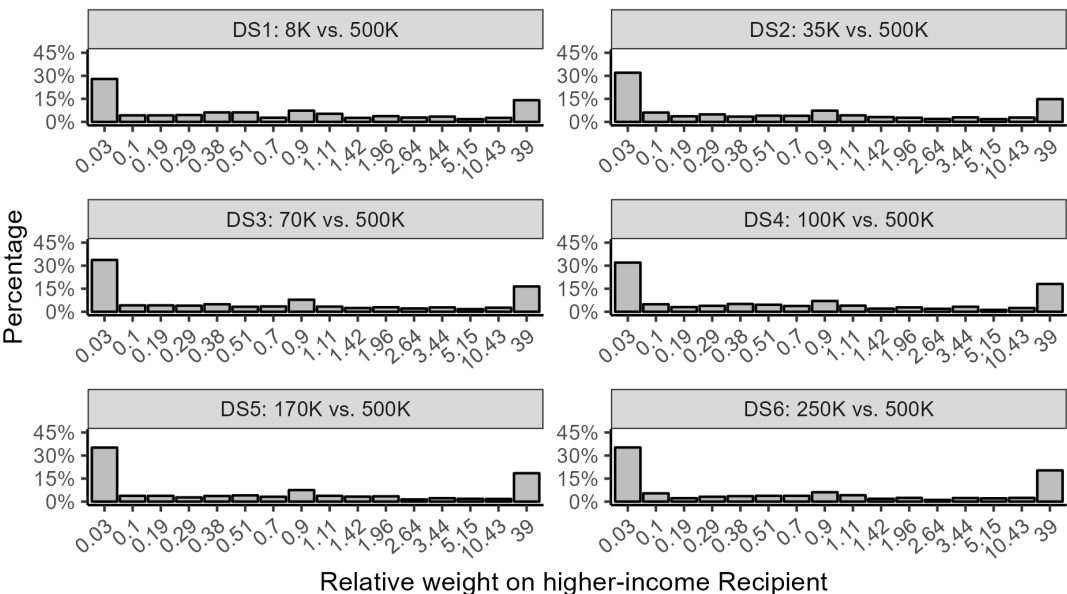 DS1: 8K vs. 500K
DS2: 35K vs. 500K
45%
30%
15%
0%
45%
30%
15%
0%
0.03 0.1 0.19 0.29 0.38 0.51 0.7 0.9 1.11 1.42 1.96 2.64 3.44 5.15 10.43 39
0.03 0.1 0.19 0.29 0.38 0.51 0.7 0.9 1.11 1.42 1.96 2.64 3.44 5.15 10.43 39
Percentage
DS3: 70K vs. 500K
DS4: 100K vs. 500K
45%
30%
15%
0%
45%
30%
15%
0%
0.03 0.1 0.19 0.29 0.38 0.51 0.7 0.9 1.11 1.42 1.96 2.64 3.44 5.15 10.43 39
0.03 0.1 0.19 0.29 0.38 0.51 0.7 0.9 1.11 1.42 1.96 2.64 3.44 5.15 10.43 39
DS5: 170K vs. 500K
DS6: 250K vs. 500K
45%
30%
15%
0%
45%
30%
15%
0%
0.03 0.1 0.19 0.29 0.38 0.51 0.7 0.9 1.11 1.42 1.96 2.64 3.44 5.15 10.43 39
0.03 0.1 0.19 0.29 0.38 0.51 0.7 0.9 1.11 1.42 1.96 2.64 3.44 5.15 10.43 39
Relative weight on higher-income Recipient